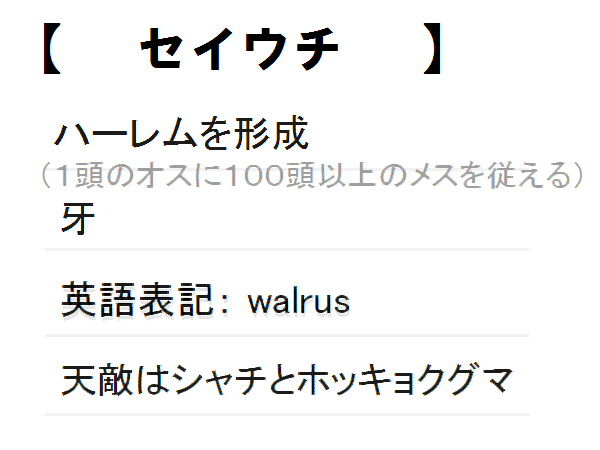 【 セイウチ 】
ハーレムを形成
（１頭のオスに１００頭以上のメスを従える）
牙
英語表記： walrus
天敵はシャチとホッキョクグマ